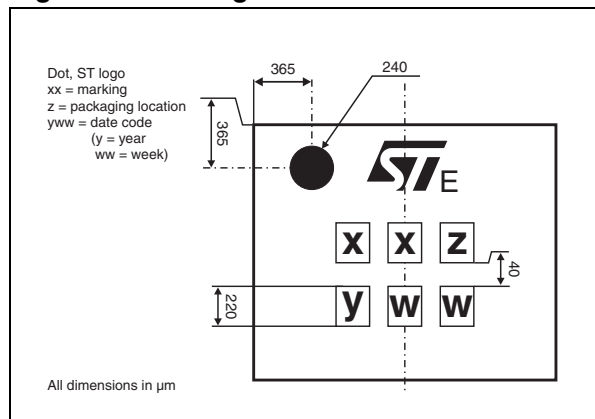 365
240
Dot, ST logo
xx = marking
z = packaging location
yww = date code
(y = year
ww = week)
365
ST E
x x z
40
y w w
220
All dimensions in µm